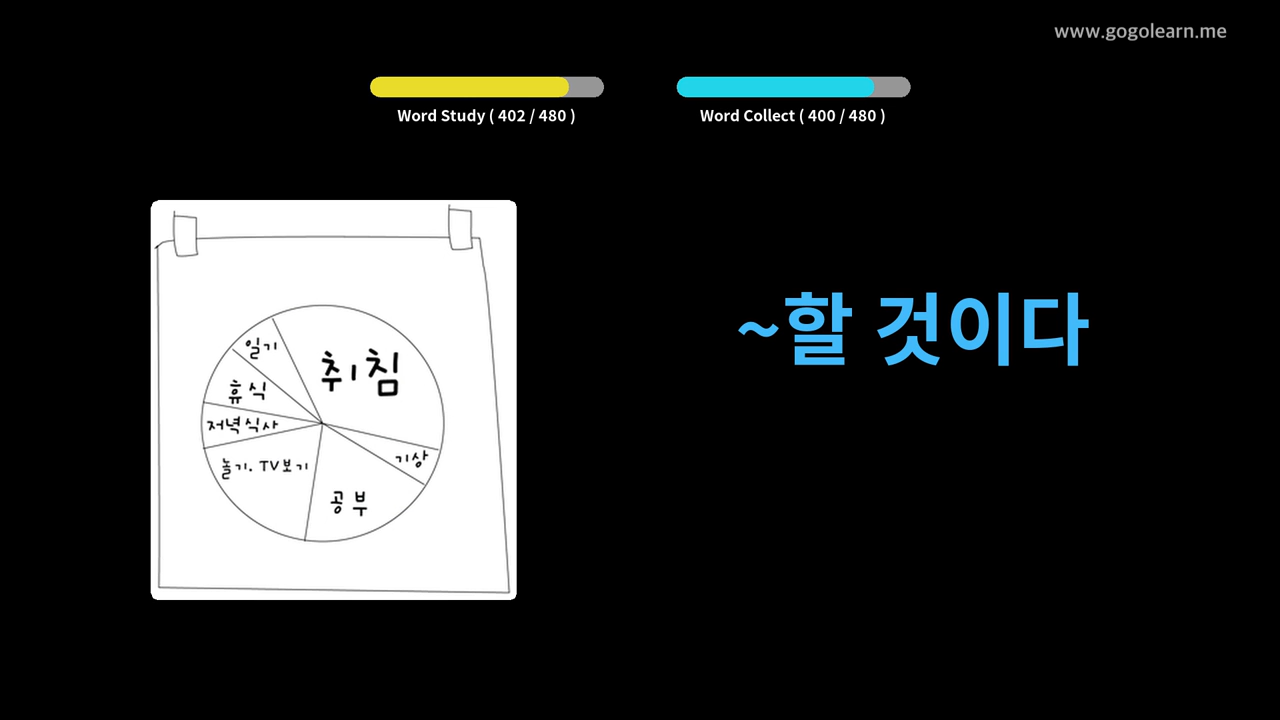 www.gogolearn.me
Word Study ( 402 / 480 )
Word Collect ( 400 / 480 )
일기
취침
휴식
저녁식사
놀기. TV보기
기상
공부
~할 것이다